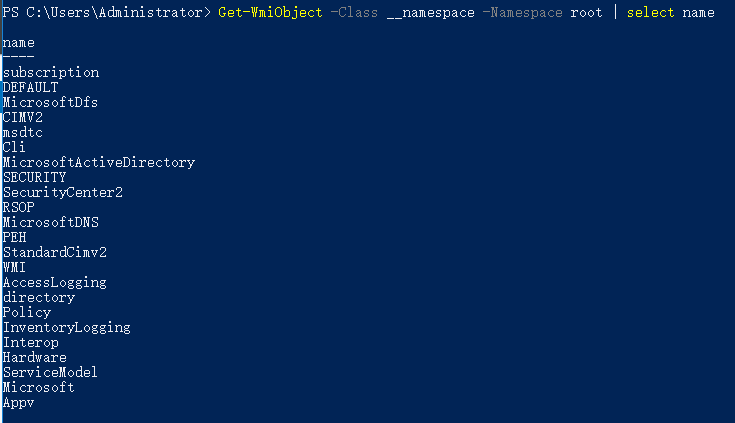 PS C:\Users\Administrator> Get-WmiObject -Class __namespace -Namespace root | select name
name
----
subscription
DEFAULT
MicrosoftDfs
CIMV2
msdtc
Cli
MicrosoftActiveDirectory
SECURITY
SecurityCenter2
RSOP
MicrosoftDNS
PEH
StandardCimv2
WMI
AccessLogging
directory
Policy
InventoryLogging
Interop
Hardware
ServiceModel
Microsoft
Appv